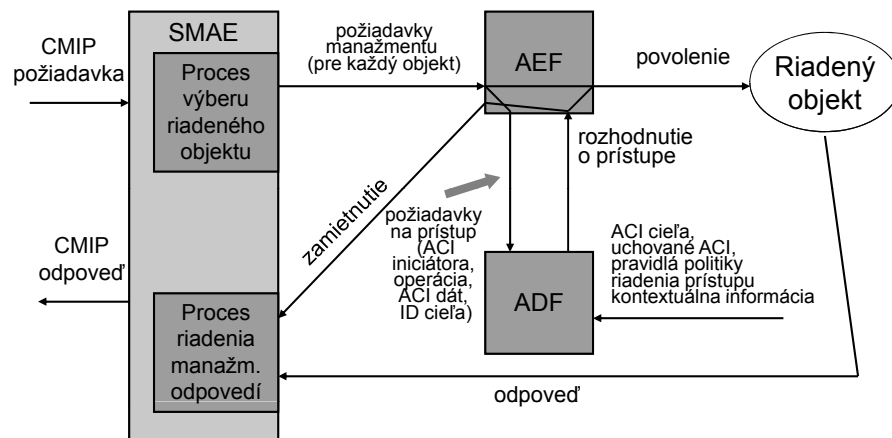 SMAE
CMIP
požiadavka
Proces
výberu
riadeného
objektu
požiadavky
manažmentu
(pre každý objekt)
AEF
povolenie
Riadený
objekt
rozhodnutie
o prístupe
zamietnutie
požiadavky
na prístup
(ACI
iniciátora,
operácia,
ACI dát,
ID cieľa)
ADF
ACI cieľa,
uchované ACI,
pravidlá politiky
riadenia prístupu
kontextuálna informácia
CMIP
odpoveď
Proces
riadenia
manažm.
odpovedí
odpoveď